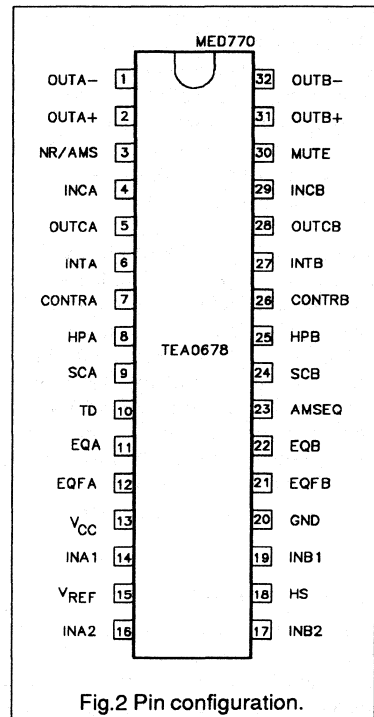 MED770
OUTA- 1 32 OUTB-
OUTA+ 2 31 OUTB+
NR/AMS 3 30 MUTE
INCA 4 29 INCB
OUTCA 5 28 OUTCB
INTA 6 27 INTB
CONTRA 7 26 CONTRB
HPA 8 25 HPB
TEA0678
SCA 9 24 SCB
TD 10 23 AMSEQ
EQA 11 22 EQB
EQFA 12 21 EQFB
VCC 13 20 GND
INA1 14 19 INB1
VREF 15 18 HS
INA2 16 17 INB2
Fig.2 Pin configuration.